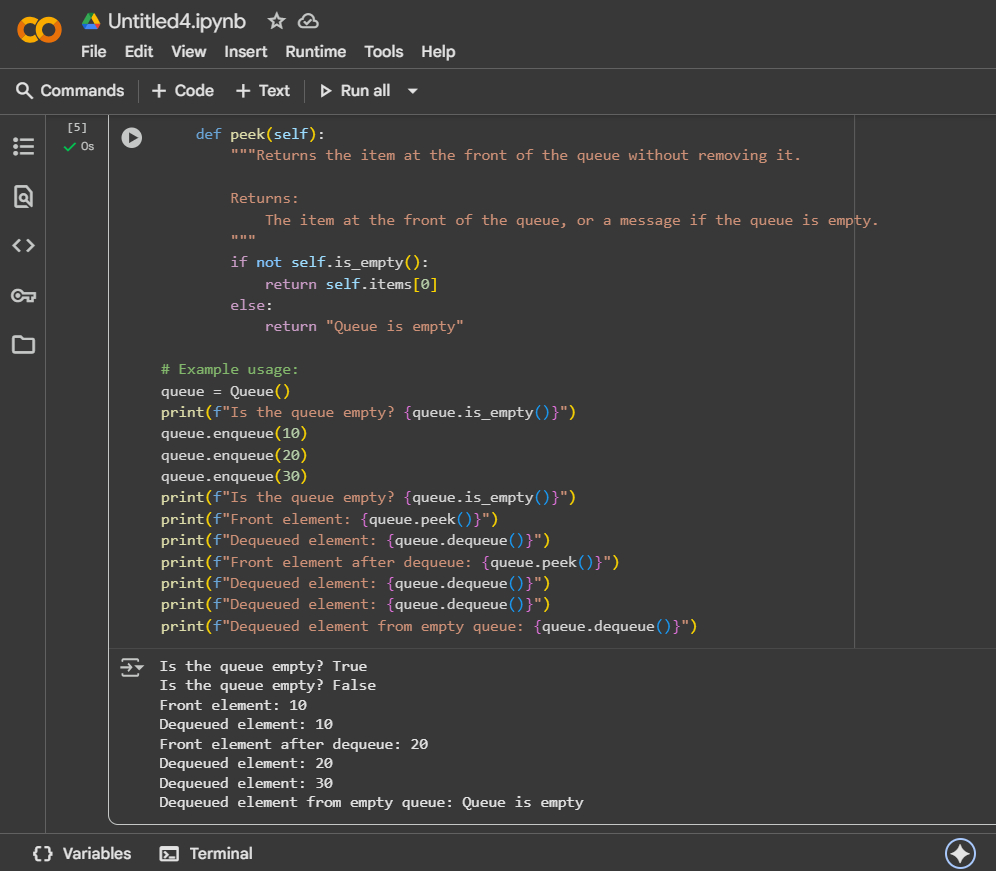 Untitled4.ipynb
File Edit View Insert Runtime Tools Help
Commands + Code + Text Run all
[5]
0s
def peek(self):
"""Returns the item at the front of the queue without removing it.
Returns:
The item at the front of the queue, or a message if the queue is empty.
"""
if not self.is_empty():
return self.items[0]
else:
return "Queue is empty"
# Example usage:
queue = Queue()
print(f"Is the queue empty? {queue.is_empty()}")
queue.enqueue(10)
queue.enqueue(20)
queue.enqueue(30)
print(f"Is the queue empty? {queue.is_empty()}")
print(f"Front element: {queue.peek()}")
print(f"Dequeued element: {queue.dequeue()}")
print(f"Front element after dequeue: {queue.peek()}")
print(f"Dequeued element: {queue.dequeue()}")
print(f"Dequeued element: {queue.dequeue()}")
print(f"Dequeued element from empty queue: {queue.dequeue()}")
Is the queue empty? True
Is the queue empty? False
Front element: 10
Dequeued element: 10
Front element after dequeue: 20
Dequeued element: 20
Dequeued element: 30
Dequeued element from empty queue: Queue is empty
{} Variables Terminal